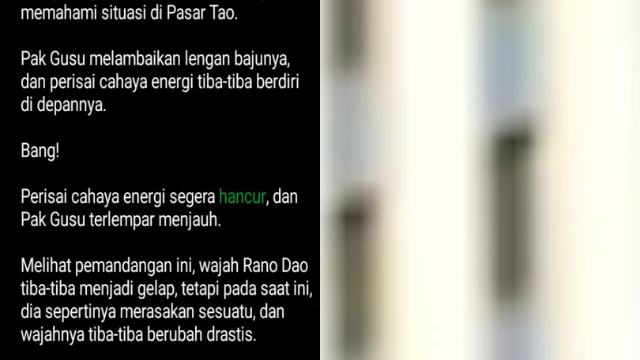 memahami situasi di Pasar Tao.
Pak Gusu melambaikan lengan bajunya,
dan perisai cahaya energi tiba-tiba berdiri
di depannya.
Bang!
Perisai cahaya energi segera hancur, dan
Pak Gusu terlempar menjauh.
Melihat pemandangan ini, wajah Rano Dao
tiba-tiba menjadi gelap, tetapi pada saat ini,
dia sepertinya merasakan sesuatu, dan
wajahnya tiba-tiba berubah drastis.